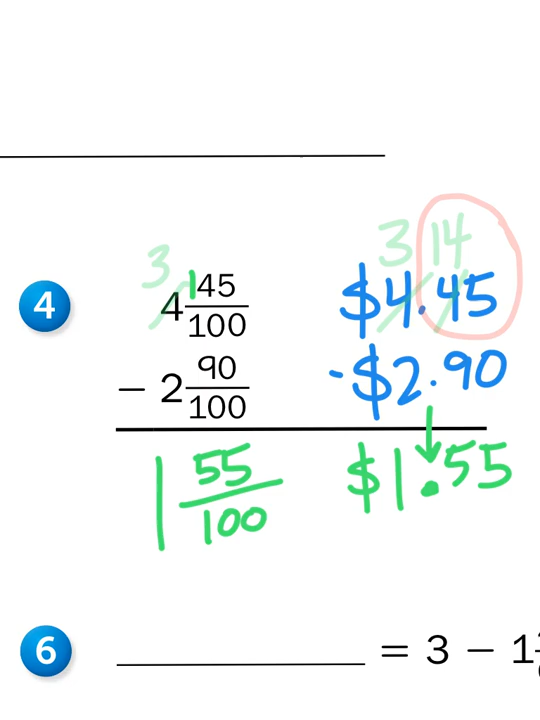 3 3 14
4 4 ¹45/100 $4.45
− 2 90/100 -$2.90
1 55/100 $1.55
6 = 3 − 1